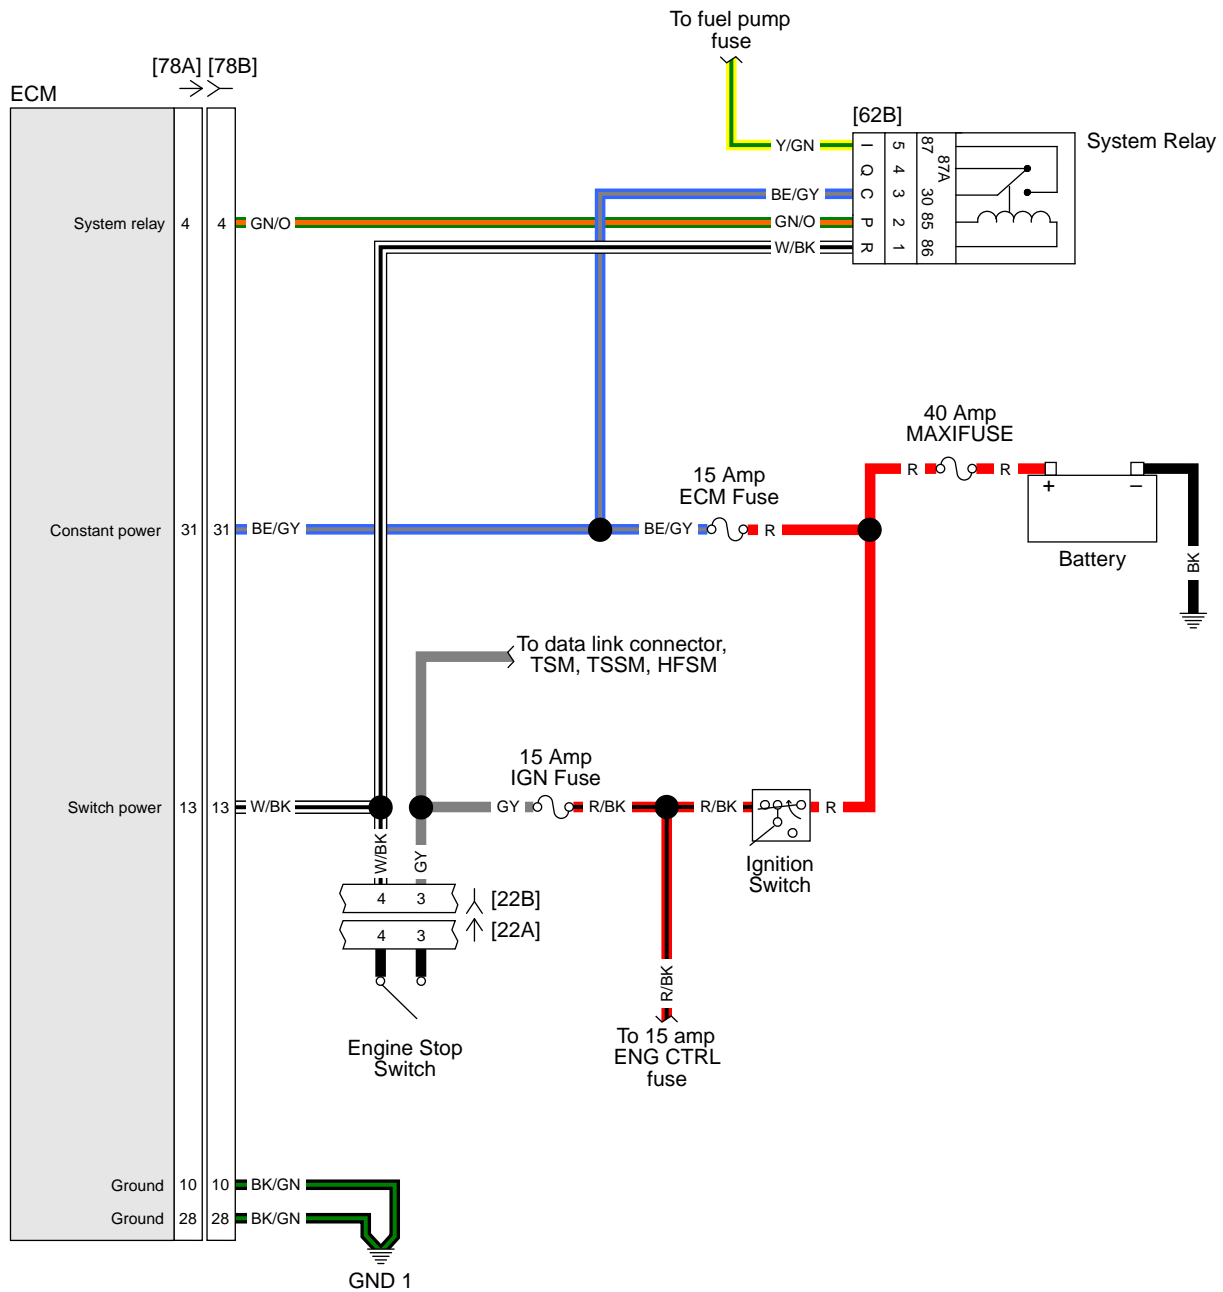 To fuel pump
fuse
[78A] [78B]
ECM
[62B]
System Relay
Y/GN
I 5 87
Q 4 87A
BE/GY
C 3 30
System relay 4 4 GN/O
GN/O
P 2 85
W/BK
R 1 86
40 Amp
MAXIFUSE
R R
+ −
Battery
BK
15 Amp
ECM Fuse
Constant power 31 31 BE/GY
BE/GY
R
To data link connector,
TSM, TSSM, HFSM
15 Amp
IGN Fuse
Switch power 13 13 W/BK
GY
R/BK
R/BK
R
Ignition
Switch
W/BK
GY
4 3
[22B]
4 3
[22A]
Engine Stop
Switch
R/BK
To 15 amp
ENG CTRL
fuse
Ground 10 10 BK/GN
Ground 28 28 BK/GN
GND 1